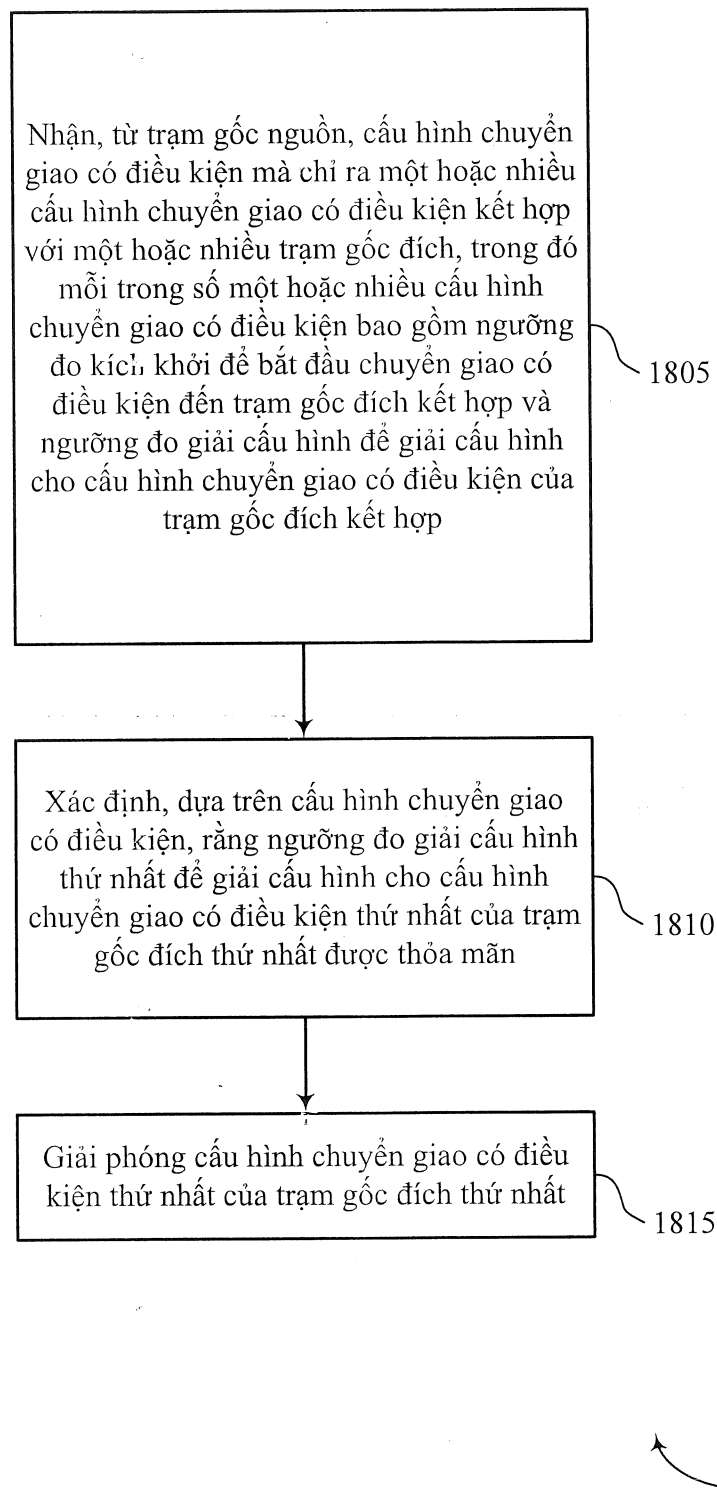 Nhận, từ trạm gốc nguồn, cấu hình chuyển
giao có điều kiện mà chỉ ra một hoặc nhiều
cấu hình chuyển giao có điều kiện kết hợp
với một hoặc nhiều trạm gốc đích, trong đó
mỗi trong số một hoặc nhiều cấu hình
chuyển giao có điều kiện bao gồm ngưỡng
đo kích khởi để bắt đầu chuyển giao có
điều kiện đến trạm gốc đích kết hợp và
ngưỡng đo giải cấu hình để giải cấu hình
cho cấu hình chuyển giao có điều kiện của
trạm gốc đích kết hợp
1805
Xác định, dựa trên cấu hình chuyển giao
có điều kiện, rằng ngưỡng đo giải cấu hình
thứ nhất để giải cấu hình cho cấu hình
chuyển giao có điều kiện thứ nhất của trạm
gốc đích thứ nhất được thỏa mãn
1810
Giải phóng cấu hình chuyển giao có điều
kiện thứ nhất của trạm gốc đích thứ nhất
1815